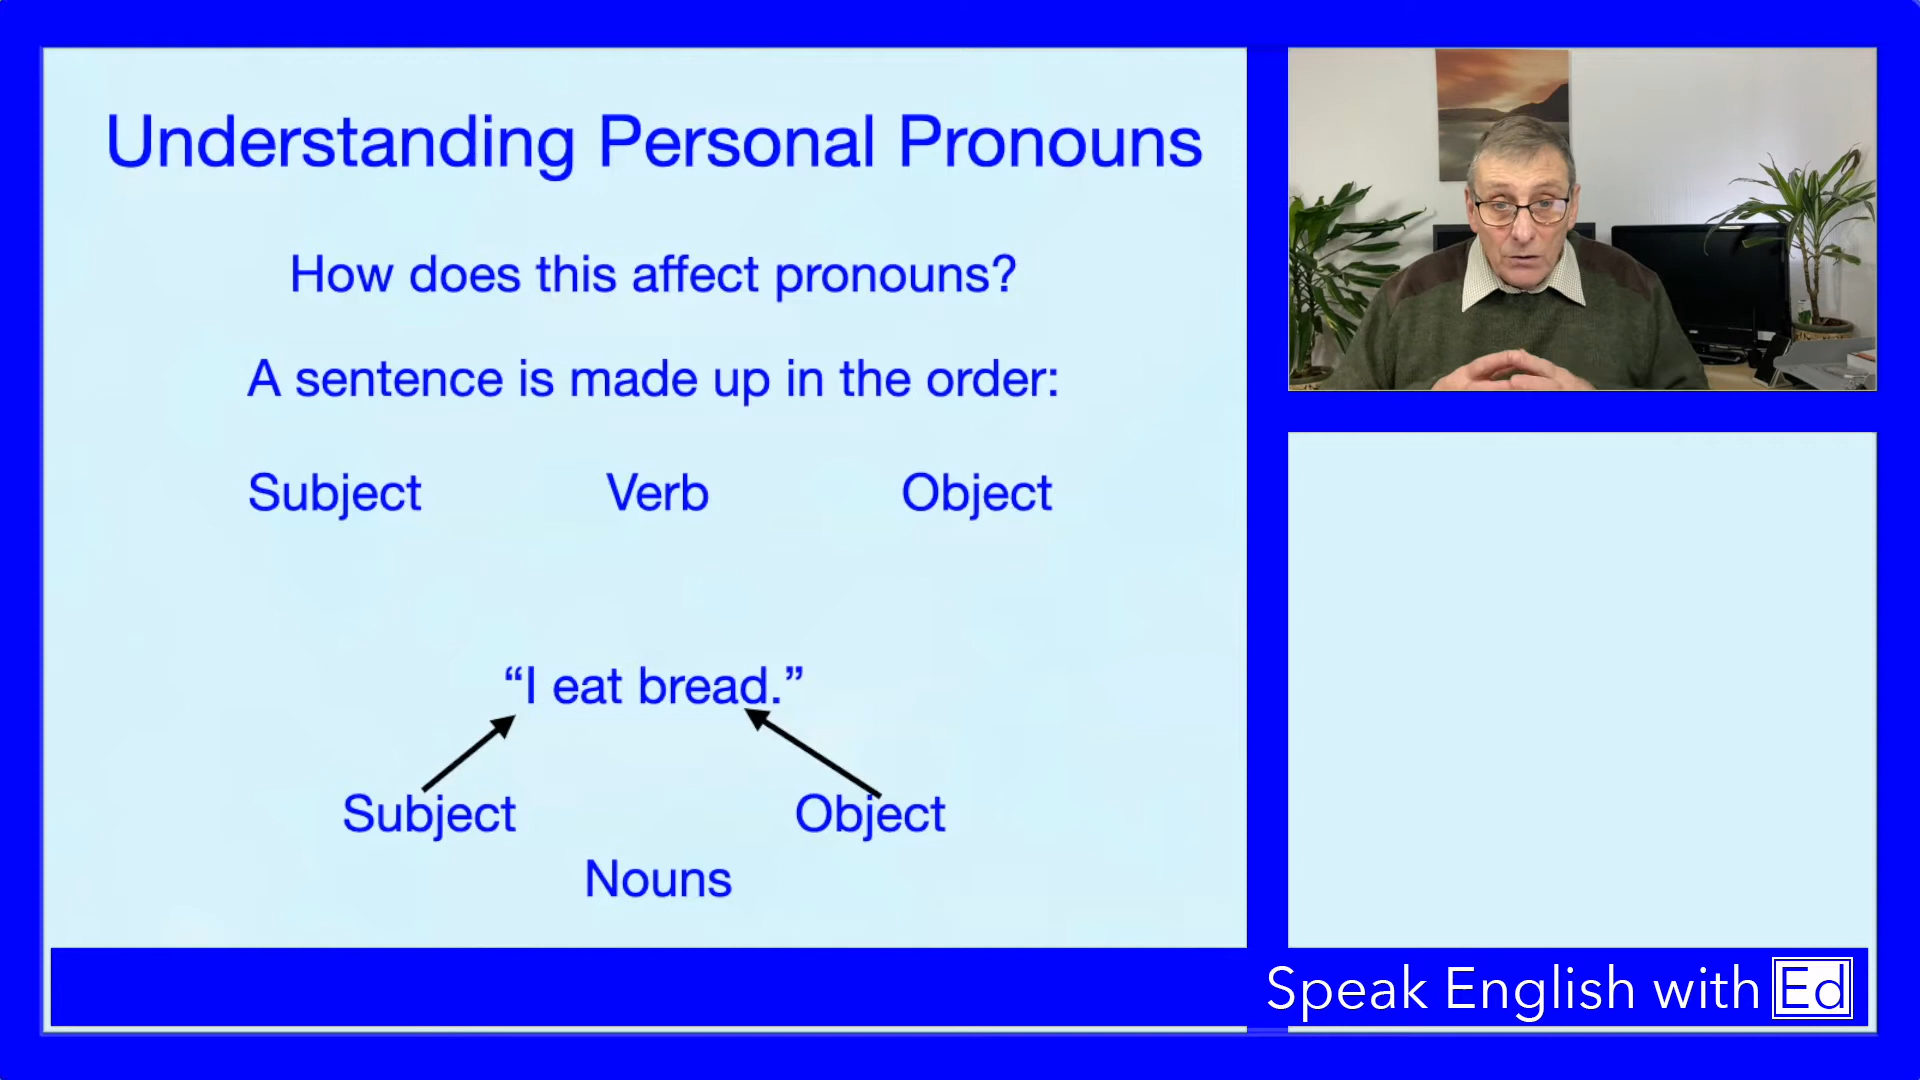 Understanding Personal Pronouns
How does this affect pronouns?
A sentence is made up in the order:
Subject Verb Object
“I eat bread.”
Subject Object
Nouns
Speak English with Ed